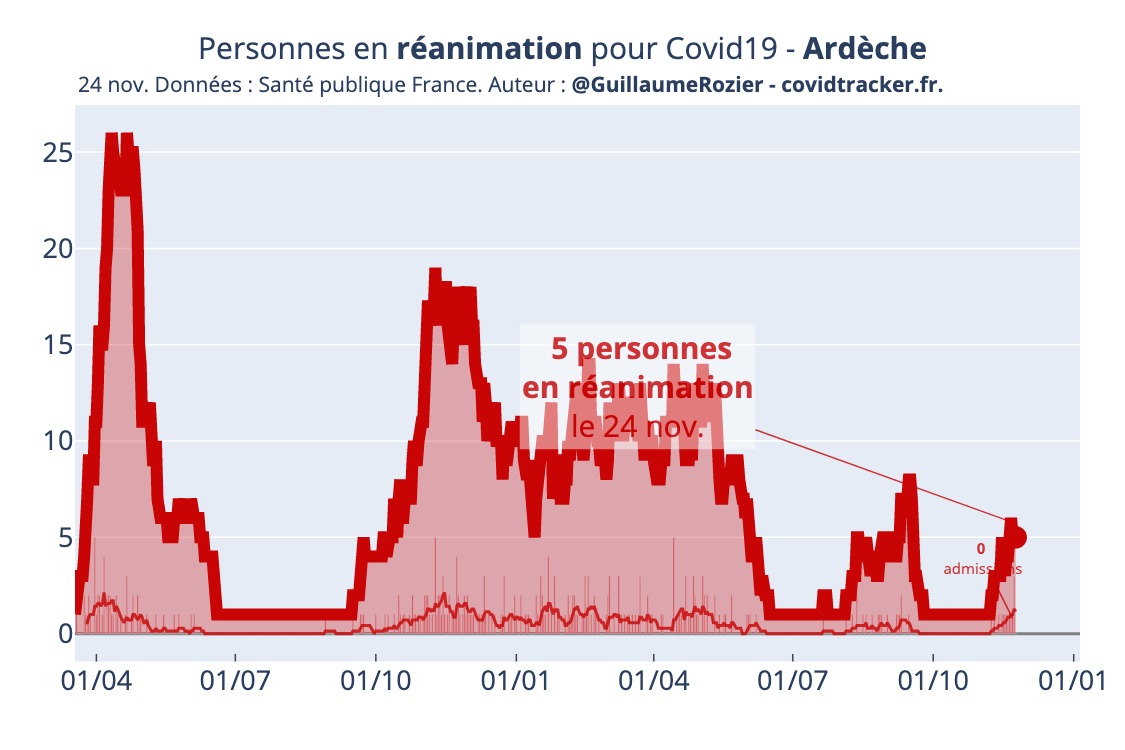 Personnes en réanimation pour Covid19 - Ardèche
24 nov. Données : Santé publique France. Auteur : @GuillaumeRozier - covidtracker.fr.
25
20
15
10
5
0
5 personnes
en réanimation
le 24 nov.
0
admissions
01/04
01/07
01/10
01/01
01/04
01/07
01/10
01/01